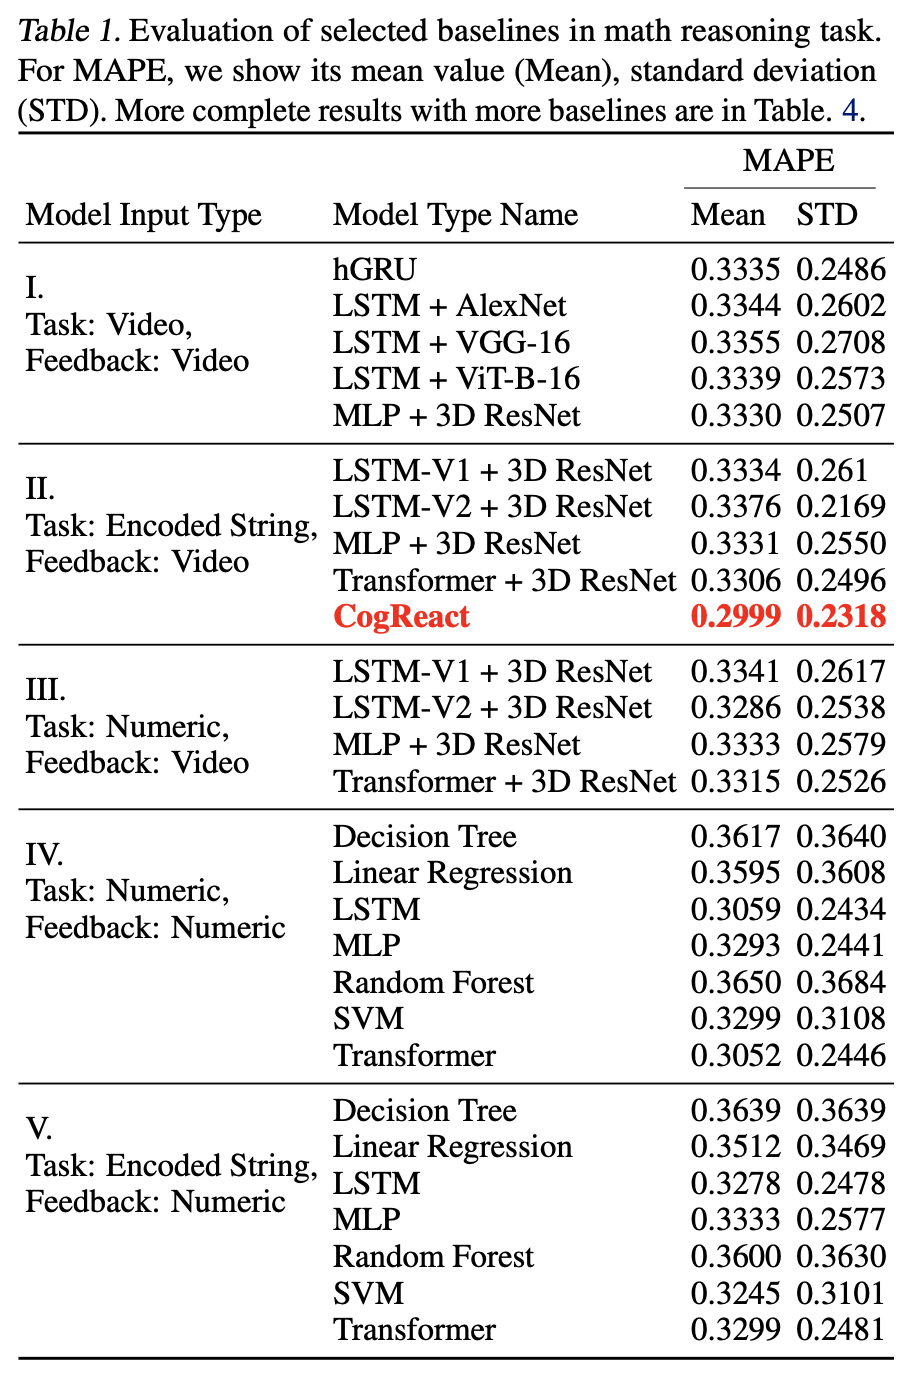 Table 1. Evaluation of selected baselines in math reasoning task.
For MAPE, we show its mean value (Mean), standard deviation
(STD). More complete results with more baselines are in Table. 4.
MAPE
Model Input Type Model Type Name Mean STD
I.
Task: Video,
Feedback: Video
hGRU 0.3335 0.2486
LSTM + AlexNet 0.3344 0.2602
LSTM + VGG-16 0.3355 0.2708
LSTM + ViT-B-16 0.3339 0.2573
MLP + 3D ResNet 0.3330 0.2507
II.
Task: Encoded String,
Feedback: Video
LSTM-V1 + 3D ResNet 0.3334 0.261
LSTM-V2 + 3D ResNet 0.3376 0.2169
MLP + 3D ResNet 0.3331 0.2550
Transformer + 3D ResNet 0.3306 0.2496
CogReact 0.2999 0.2318
III.
Task: Numeric,
Feedback: Video
LSTM-V1 + 3D ResNet 0.3341 0.2617
LSTM-V2 + 3D ResNet 0.3286 0.2538
MLP + 3D ResNet 0.3333 0.2579
Transformer + 3D ResNet 0.3315 0.2526
IV.
Task: Numeric,
Feedback: Numeric
Decision Tree 0.3617 0.3640
Linear Regression 0.3595 0.3608
LSTM 0.3059 0.2434
MLP 0.3293 0.2441
Random Forest 0.3650 0.3684
SVM 0.3299 0.3108
Transformer 0.3052 0.2446
V.
Task: Encoded String,
Feedback: Numeric
Decision Tree 0.3639 0.3639
Linear Regression 0.3512 0.3469
LSTM 0.3278 0.2478
MLP 0.3333 0.2577
Random Forest 0.3600 0.3630
SVM 0.3245 0.3101
Transformer 0.3299 0.2481